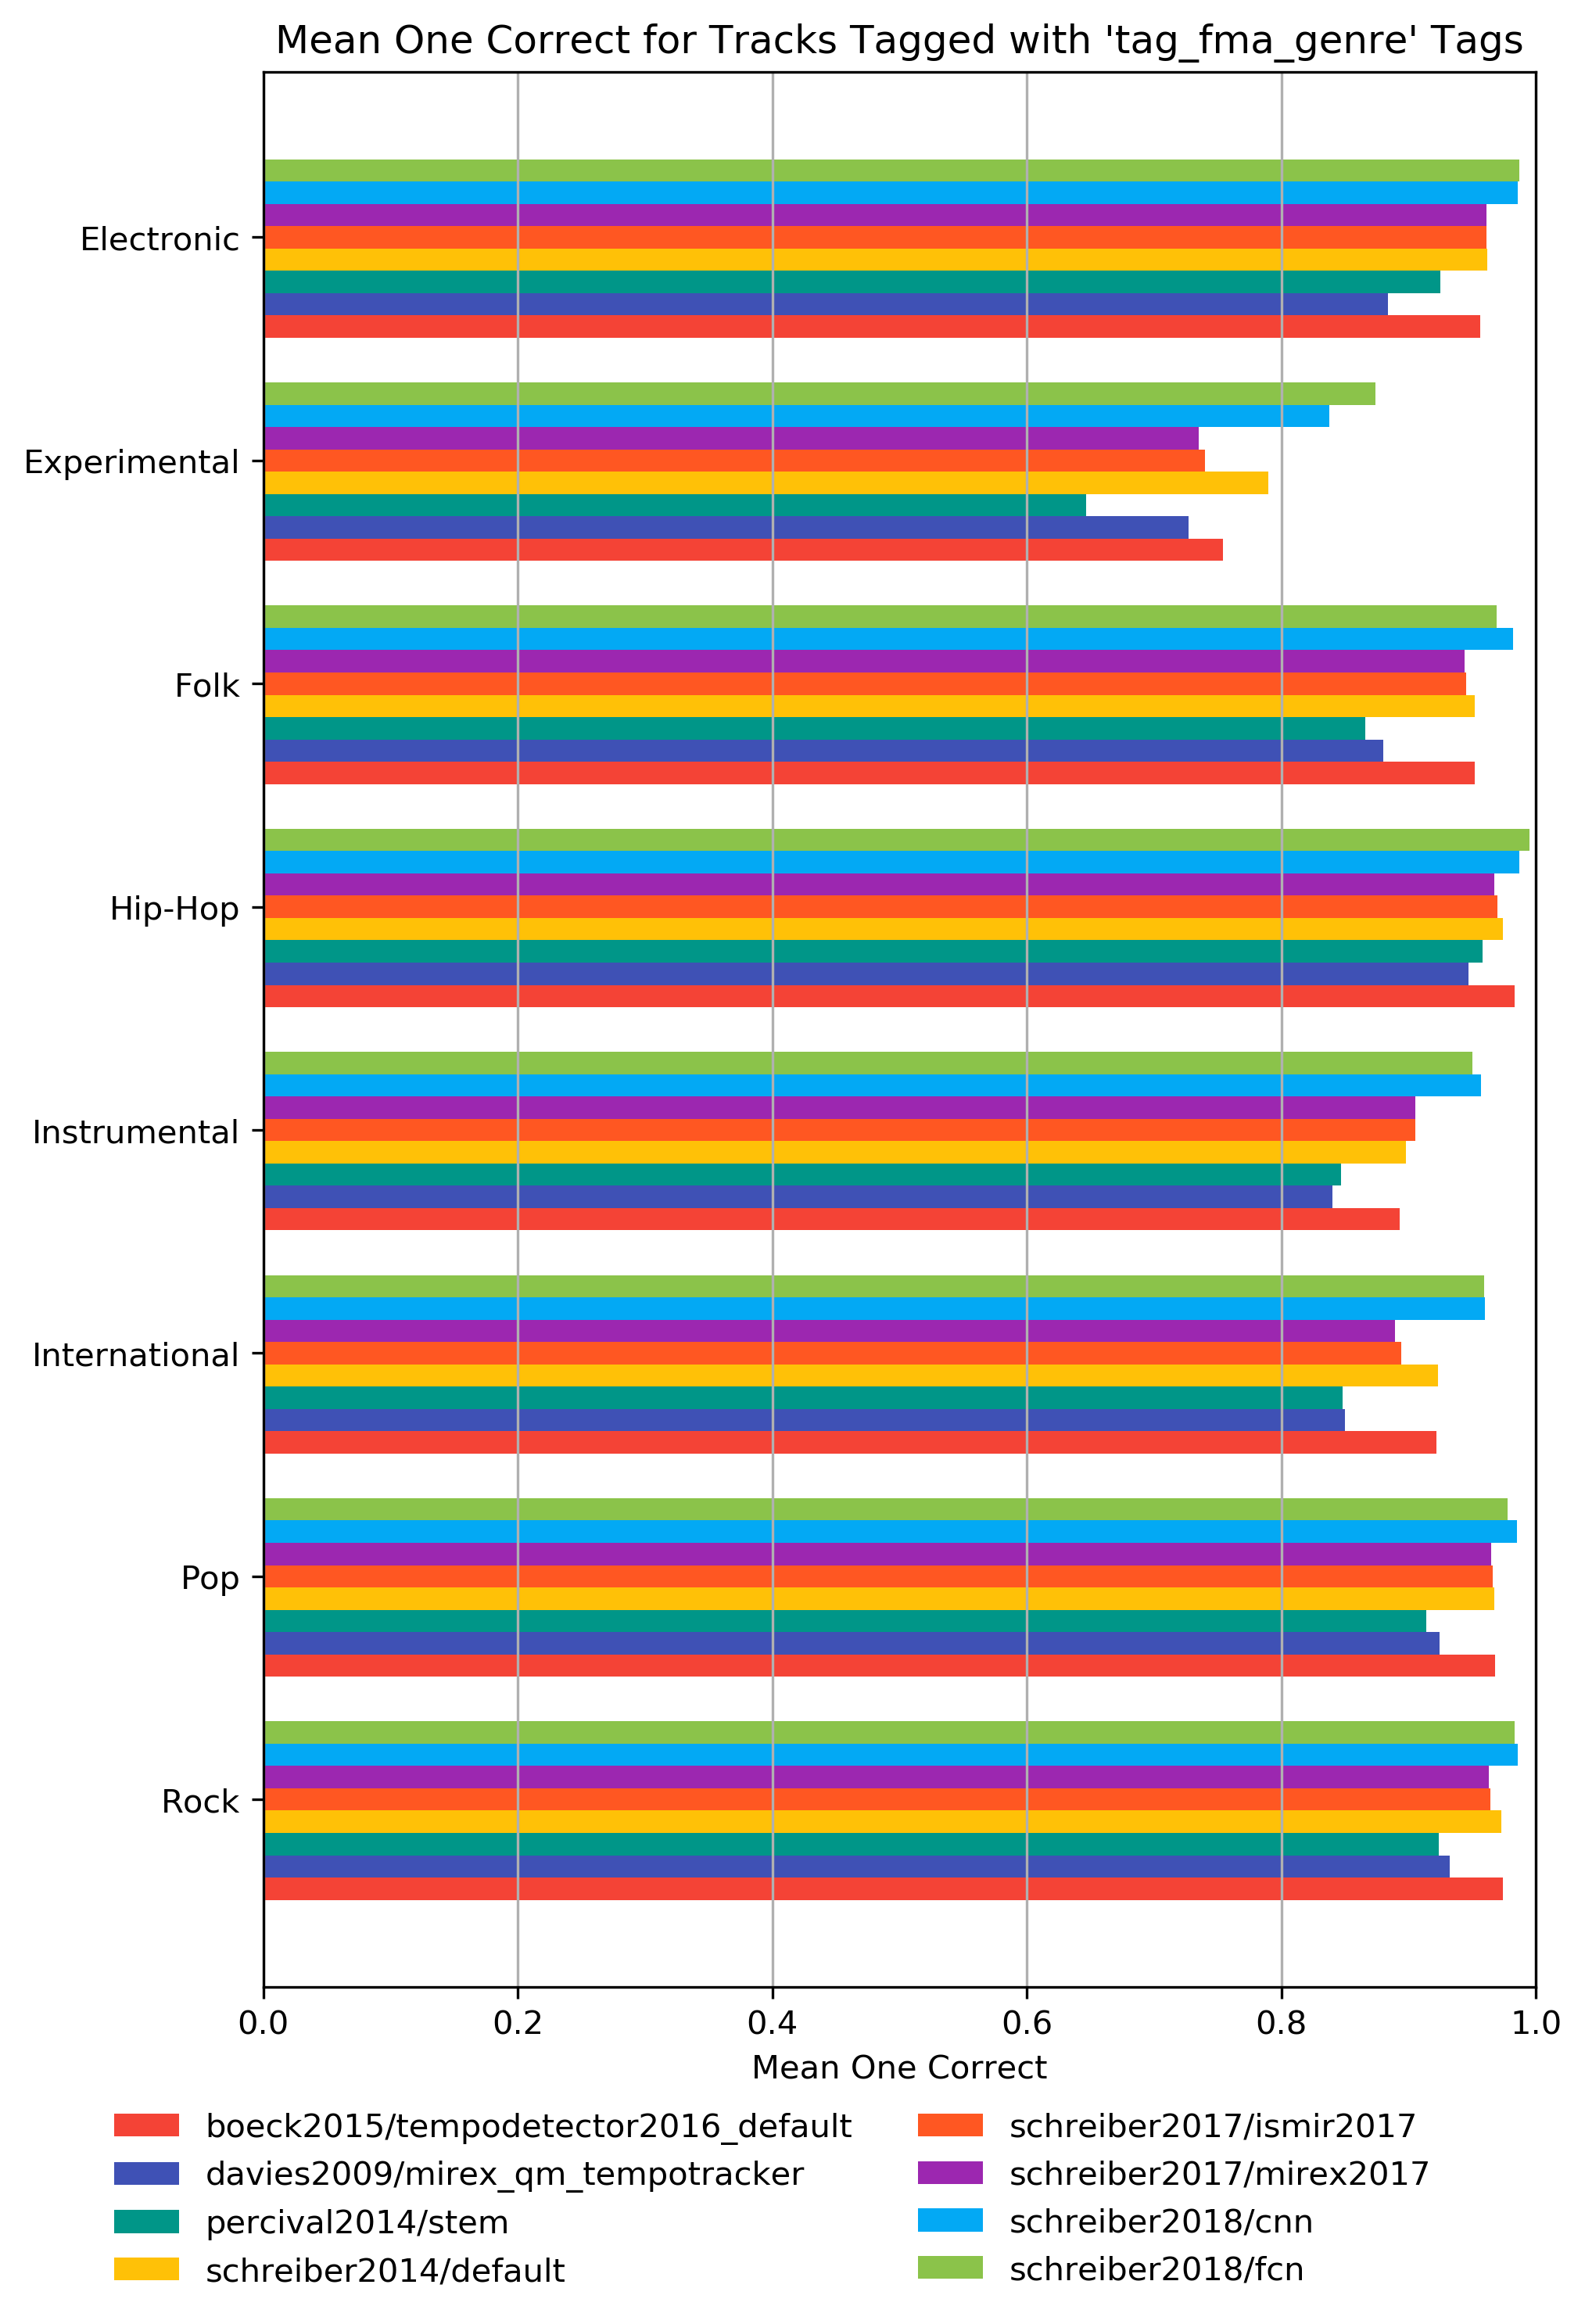 Mean One Correct for Tracks Tagged with 'tag_fma_genre' Tags
Electronic
Experimental
Folk
Hip-Hop
Instrumental
International
Pop
Rock
0.0 0.2 0.4 0.6 0.8 1.0
Mean One Correct
boeck2015/tempodetector2016_default
davies2009/mirex_qm_tempotracker
percival2014/stem
schreiber2014/default
schreiber2017/ismir2017
schreiber2017/mirex2017
schreiber2018/cnn
schreiber2018/fcn